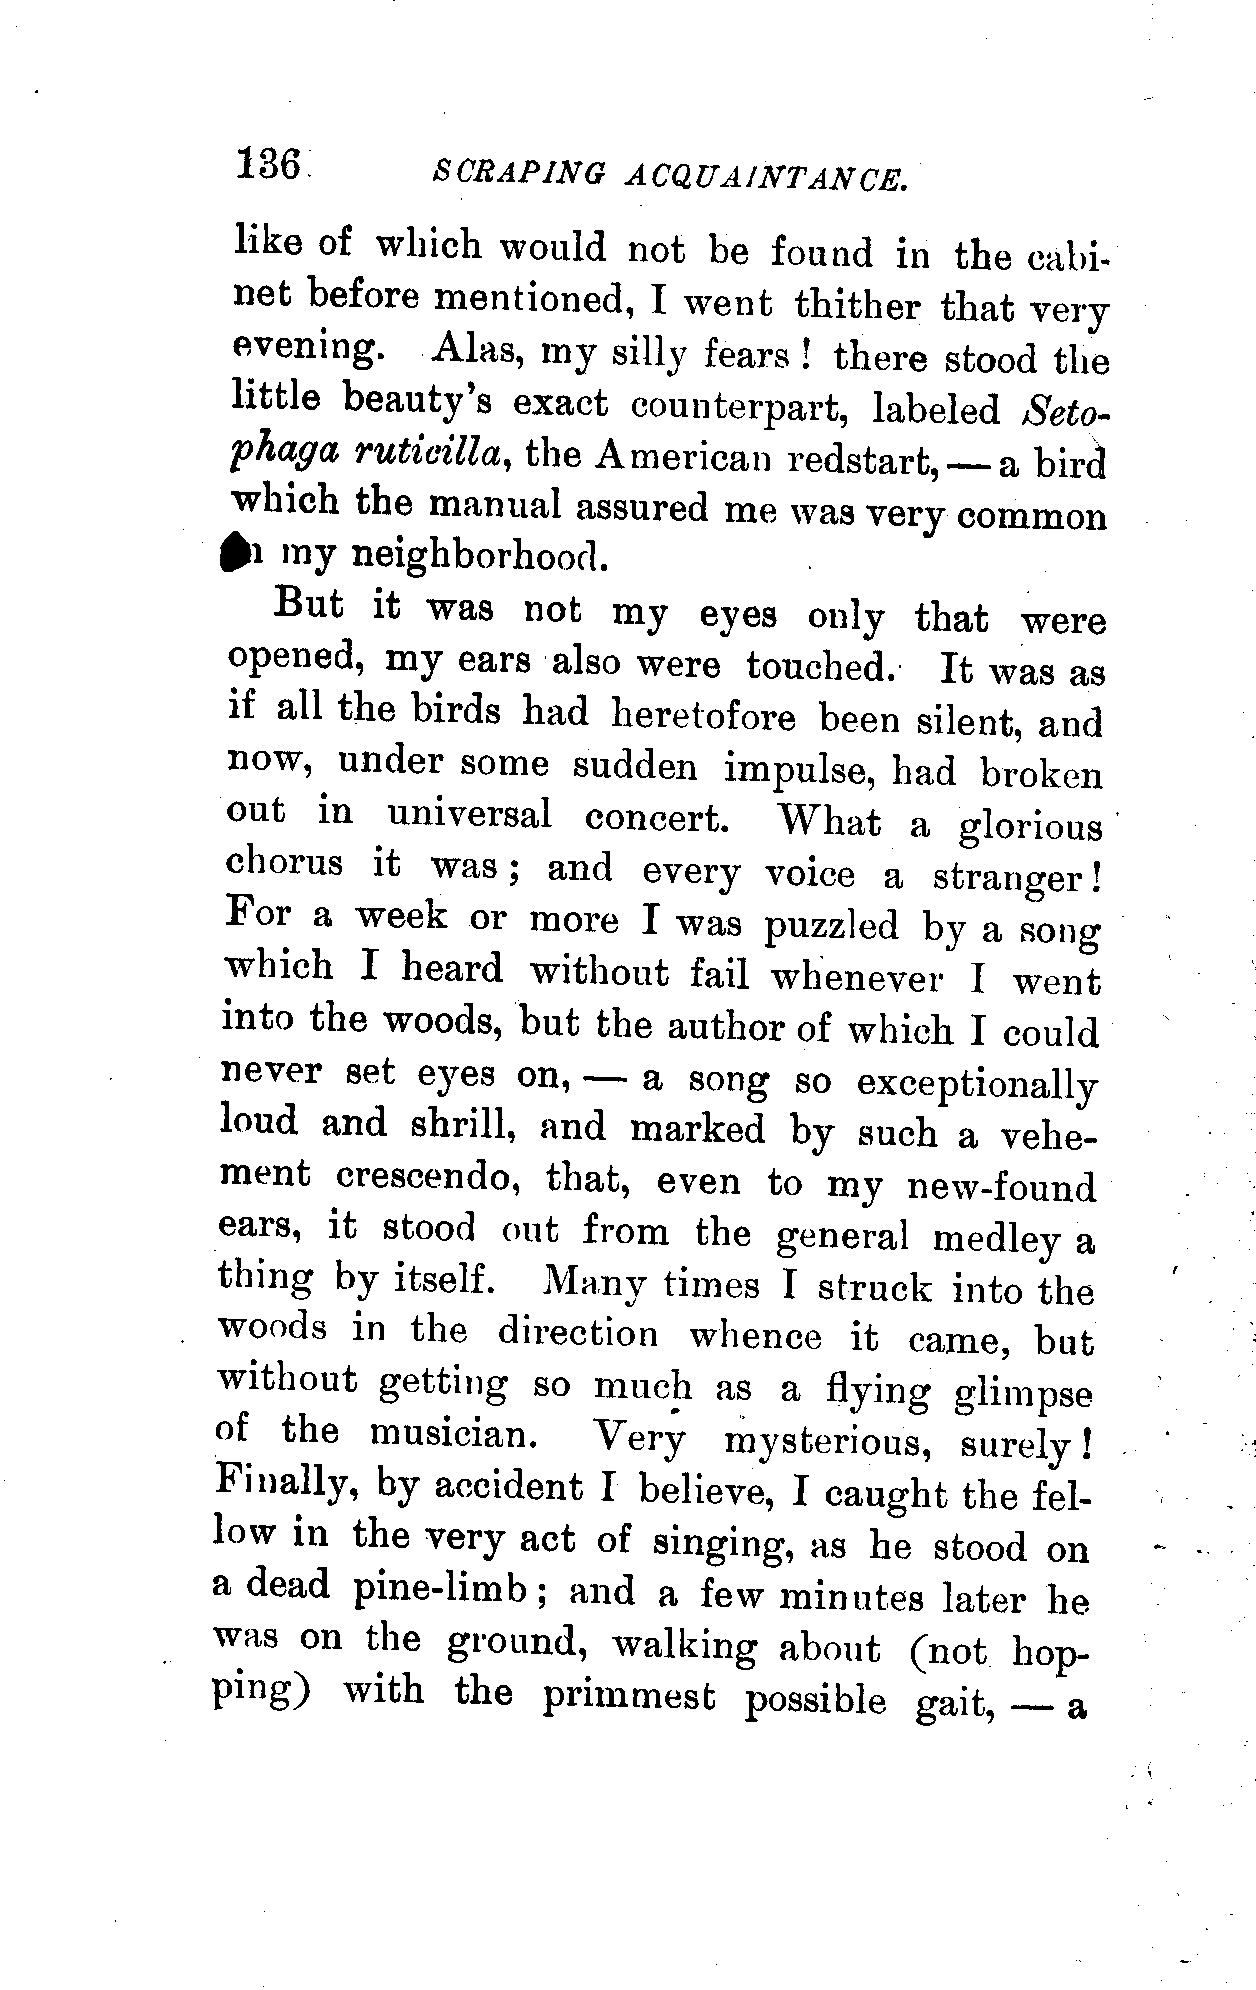 136 SCRAPING ACQUAINTANCE.
like of which would not be found in the cabi-
net before mentioned, I went thither that very
evening. Alas, my silly fears ! there stood the
little beauty's exact counterpart, labeled Seto-
phaga ruticilla, the American redstart, — a bird
which the manual assured me was very common
my neighborhood.
But it was not my eyes only that were
opened, my ears also were touched. It was as
if all the birds had heretofore been silent, and
now, under some sudden impulse, had broken
out in universal concert. What a glorious
chorus it was ; and every voice a stranger !
For a week or more I was puzzled by a song
which I heard without fail whenever I went
into the woods, but the author of which I could
never set eyes on, — a song so exceptionally
loud and shrill, and marked by such a vehe-
ment crescendo, that, even to my new-found
ears, it stood out from the general medley a
thing by itself. Many times I struck into the
woods in the direction whence it came, but
without getting so much as a flying glimpse
of the musician. Very mysterious, surely !
Finally, by accident I believe, I caught the fel-
low in the very act of singing, as he stood on
a dead pine-limb ; and a few minutes later he
was on the ground, walking about (not hop-
ping) with the primmest possible gait, — a